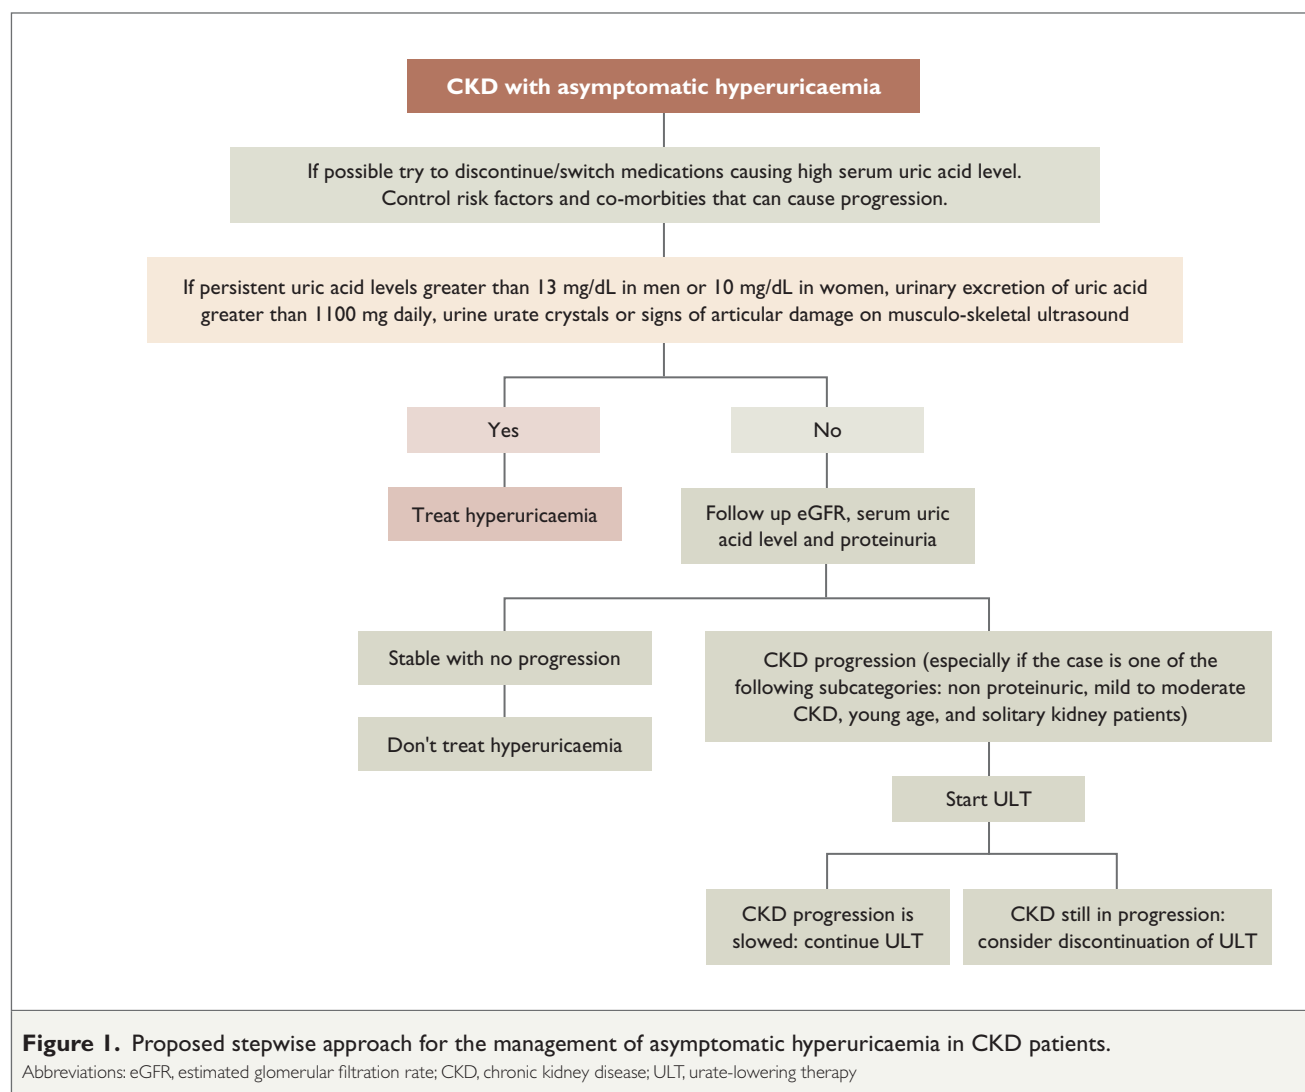 CKD with asymptomatic hyperuricaemia
If possible try to discontinue/switch medications causing high serum uric acid level.
Control risk factors and co-morbities that can cause progression.
If persistent uric acid levels greater than 13 mg/dL in men or 10 mg/dL in women, urinary excretion of uric acid
greater than 1100 mg daily, urine urate crystals or signs of articular damage on musculo-skeletal ultrasound
Yes
No
Treat hyperuricaemia
Follow up eGFR, serum uric
acid level and proteinuria
Stable with no progression
CKD progression (especially if the case is one of the
following subcategories: non proteinuric, mild to moderate
CKD, young age, and solitary kidney patients)
Don't treat hyperuricaemia
Start ULT
CKD progression is
slowed: continue ULT
CKD still in progression:
consider discontinuation of ULT
Figure 1. Proposed stepwise approach for the management of asymptomatic hyperuricaemia in CKD patients.
Abbreviations: eGFR, estimated glomerular filtration rate; CKD, chronic kidney disease; ULT, urate-lowering therapy